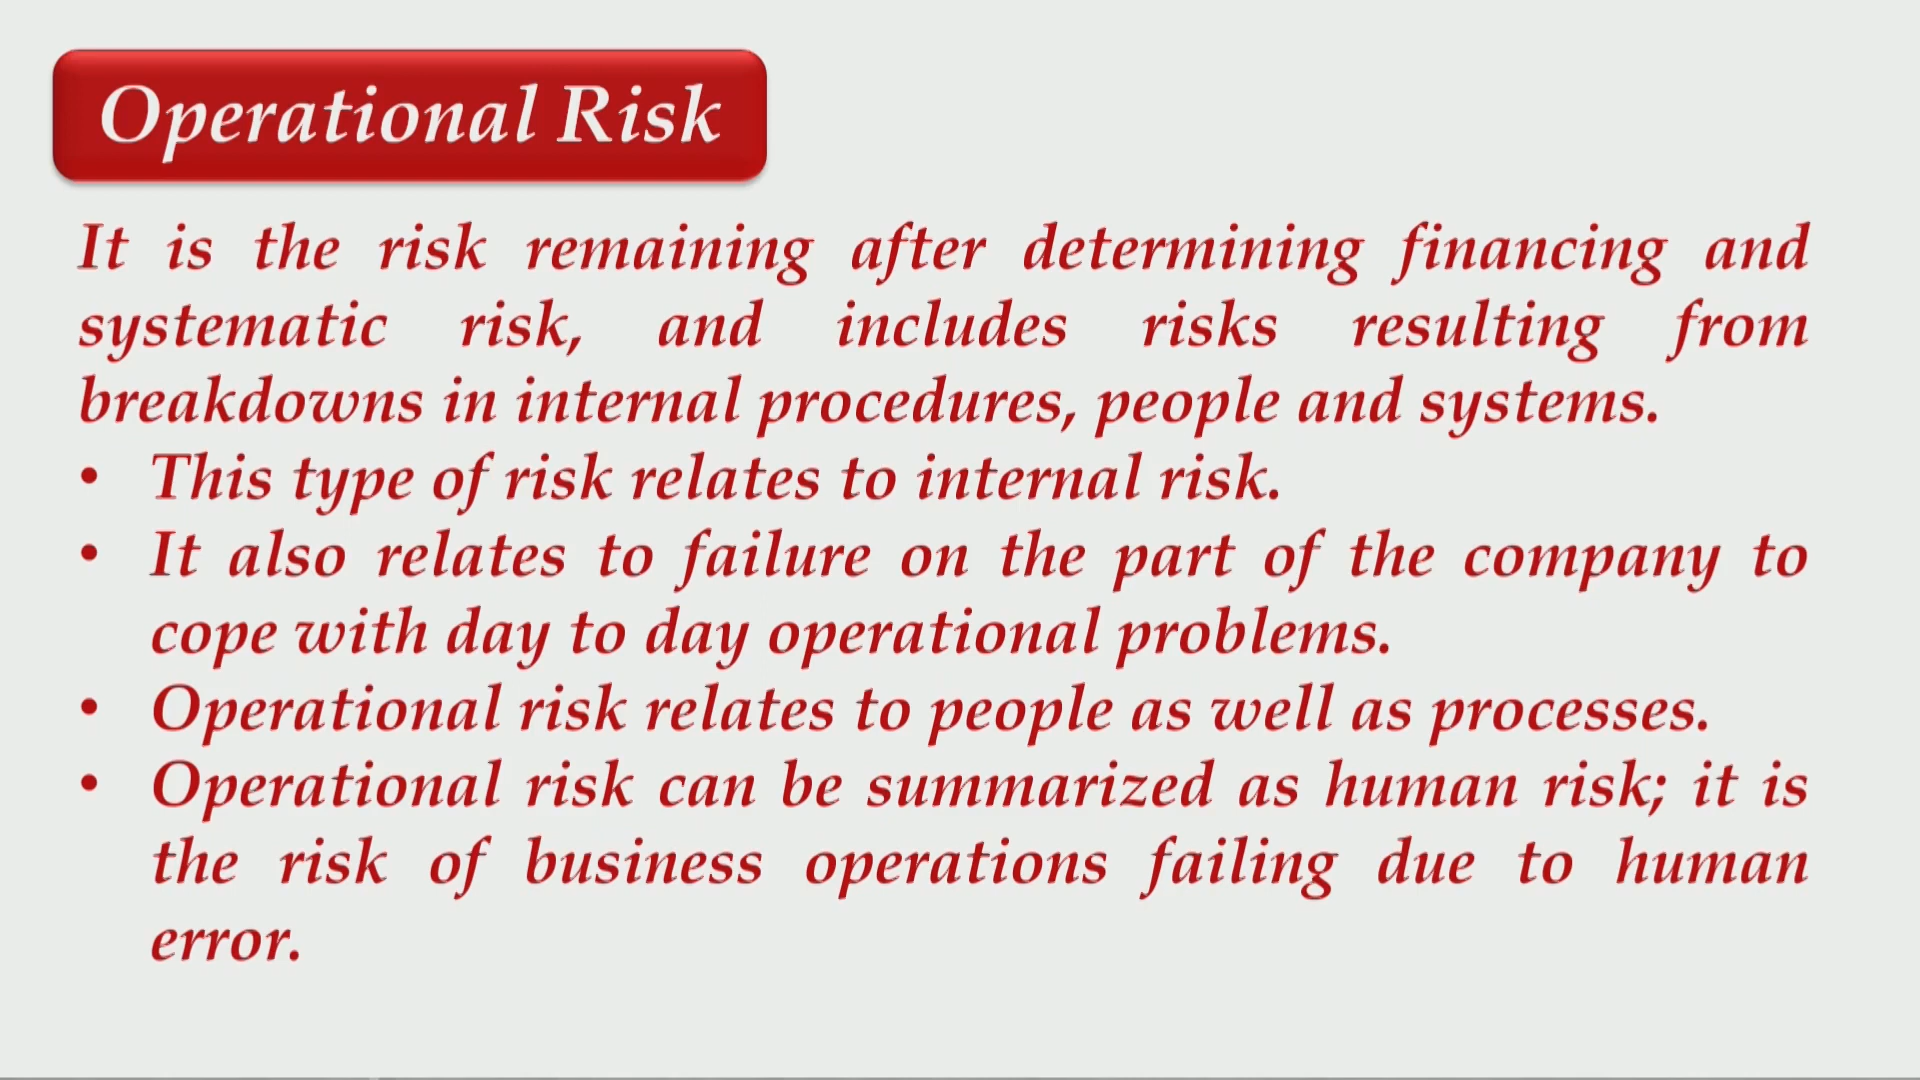 Operational Risk
It is the risk remaining after determining financing and
systematic risk, and includes risks resulting from
breakdowns in internal procedures, people and systems.
• This type of risk relates to internal risk.
• It also relates to failure on the part of the company to
cope with day to day operational problems.
• Operational risk relates to people as well as processes.
• Operational risk can be summarized as human risk; it is
the risk of business operations failing due to human
error.